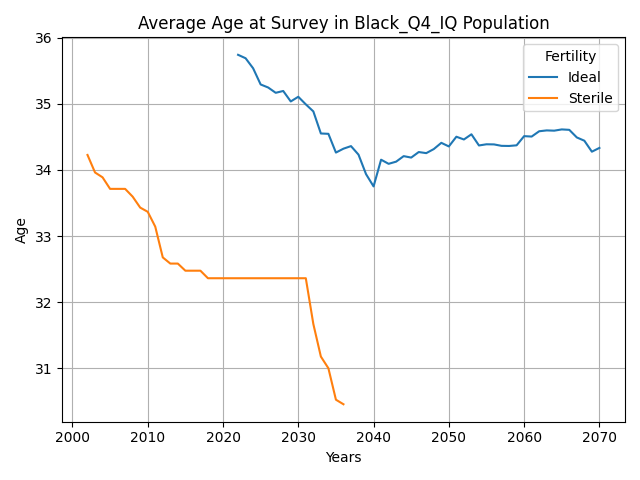 Average Age at Survey in Black_Q4_IQ Population
Age
36
35
34
33
32
31
Fertility
Ideal
Sterile
2000 2010 2020 2030 2040 2050 2060 2070
Years